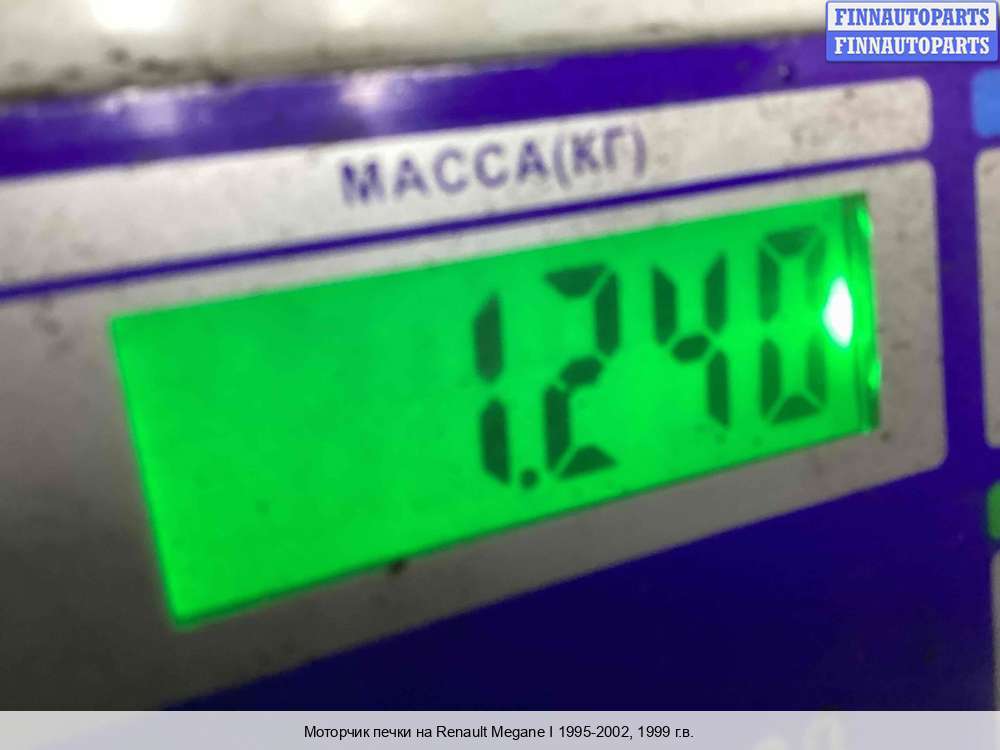 FINNAUTOPARTS
FINNAUTOPARTS
МАССА(КГ)
1.240
Моторчик печки на Renault Megane I 1995-2002, 1999 г.в.